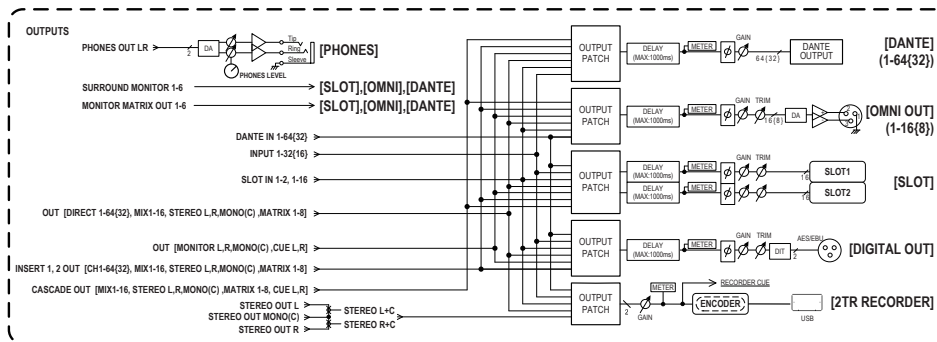 OUTPUTS
PHONES OUT LR
2
DA
Tip
Ring
Sleeve
[PHONES]
PHONES LEVEL
SURROUND MONITOR 1-6
[SLOT],[OMNI],[DANTE]
MONITOR MATRIX OUT 1-6
[SLOT],[OMNI],[DANTE]
DANTE IN 1-64{32}
INPUT 1-32{16}
SLOT IN 1-2, 1-16
OUT [DIRECT 1-64{32}, MIX1-16, STEREO L,R,MONO(C) ,MATRIX 1-8]
OUT [MONITOR L,R,MONO(C) ,CUE L,R]
INSERT 1, 2 OUT [CH1-64{32}, MIX1-16, STEREO L,R,MONO(C) ,MATRIX 1-8]
CASCADE OUT [MIX1-16, STEREO L,R,MONO(C) ,MATRIX 1-8, CUE L,R]
STEREO OUT L
STEREO L+C
STEREO OUT MONO(C)
STEREO R+C
STEREO OUT R
OUTPUT
PATCH
DELAY
(MAX:1000ms)
METER
GAIN
64{32}
DANTE
OUTPUT
[DANTE]
(1-64{32})
OUTPUT
PATCH
DELAY
(MAX:1000ms)
METER
GAIN TRIM
16{8}
DA
[OMNI OUT]
(1-16{8})
OUTPUT
PATCH
DELAY
(MAX:1000ms)
METER
GAIN TRIM
16
SLOT1
DELAY
(MAX:1000ms)
METER
16
SLOT2
[SLOT]
OUTPUT
PATCH
DELAY
(MAX:1000ms)
METER
GAIN TRIM
DIT
AES/EBU
2
[DIGITAL OUT]
OUTPUT
PATCH
2
GAIN
METER
RECORDER CUE
ENCODER
USB
[2TR RECORDER]